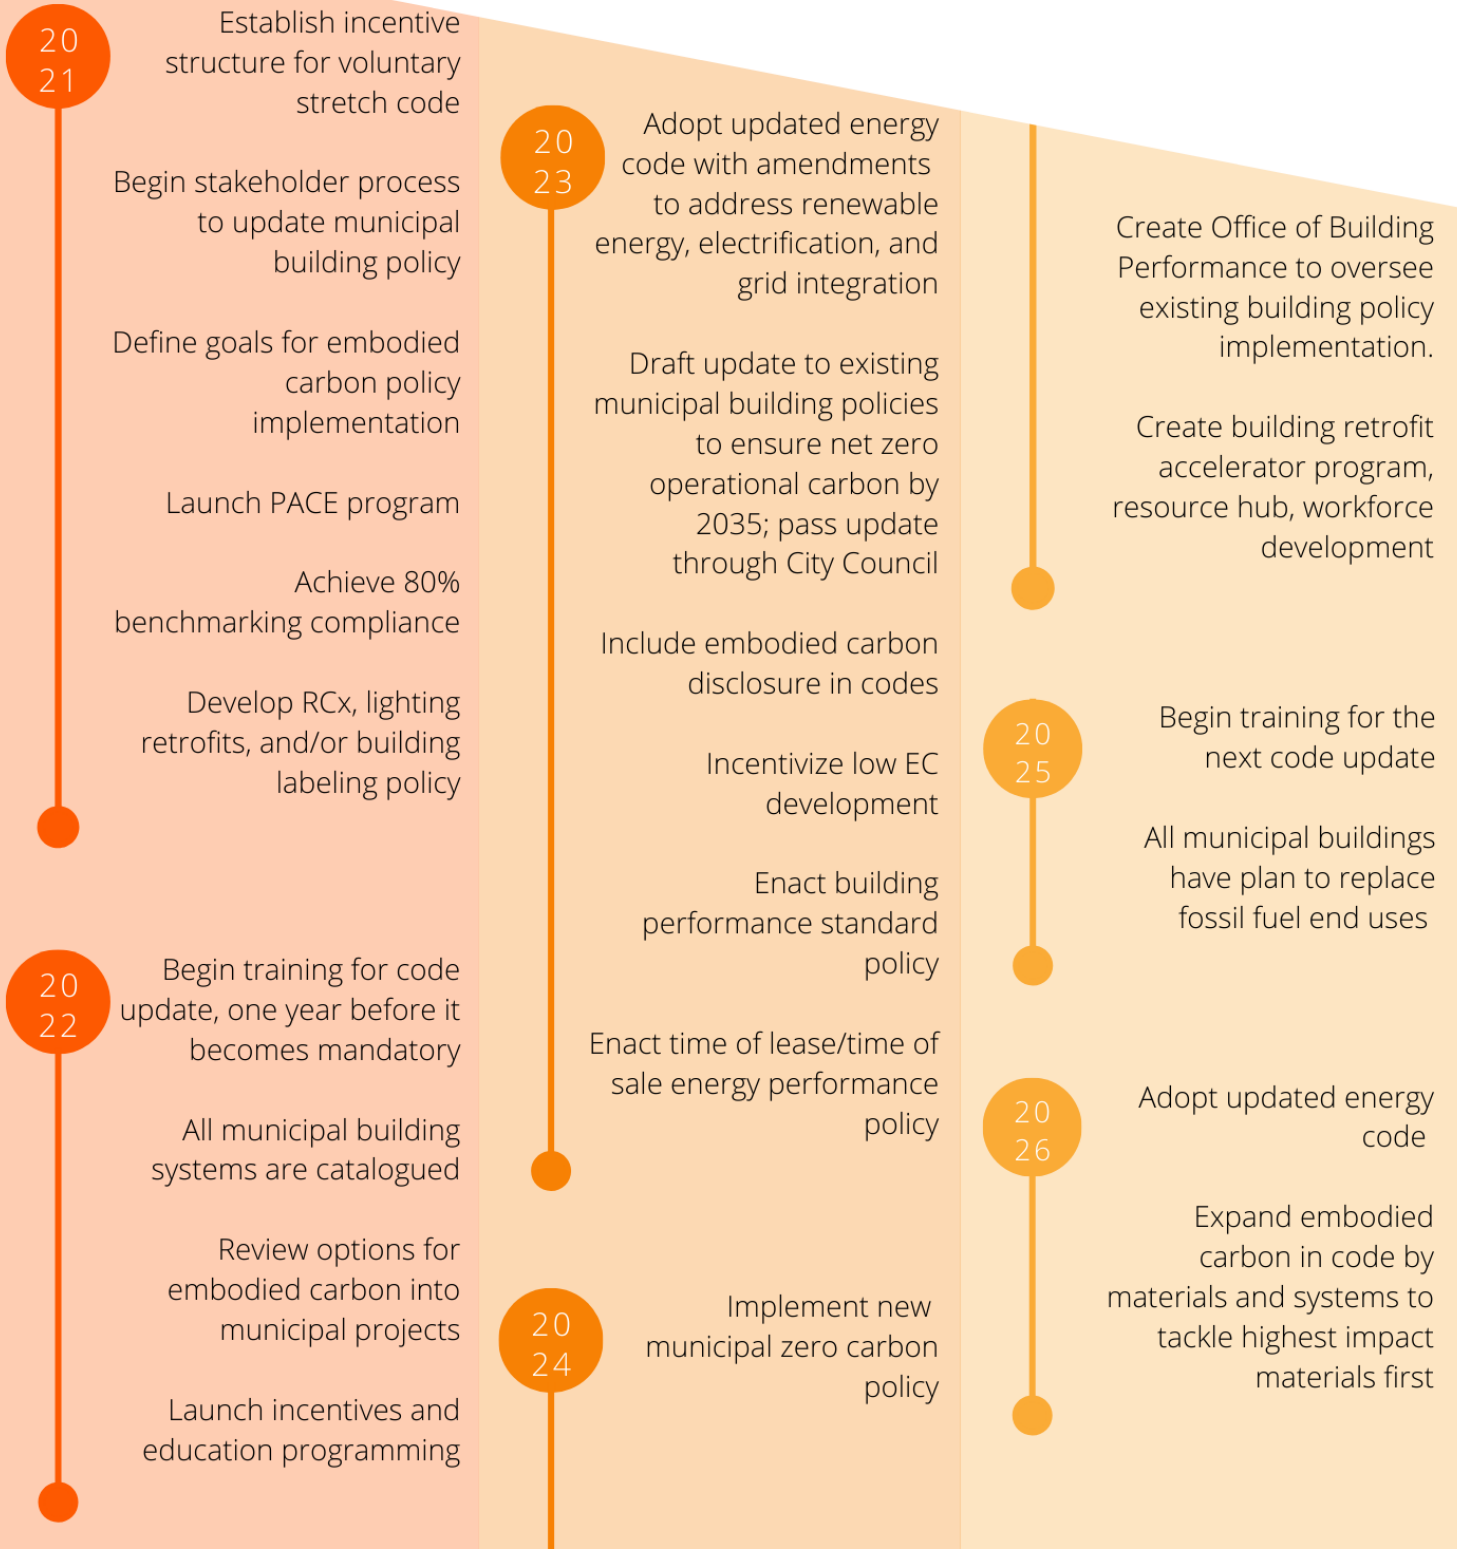 20
21
Establish incentive
structure for voluntary
stretch code
Begin stakeholder process
to update municipal
building policy
Define goals for embodied
carbon policy
implementation
Launch PACE program
Achieve 80%
benchmarking compliance
Develop RCx, lighting
retrofits, and/or building
labeling policy
20
22
Begin training for code
update, one year before it
becomes mandatory
All municipal building
systems are catalogued
Review options for
embodied carbon into
municipal projects
Launch incentives and
education programming
20
23
Adopt updated energy
code with amendments
to address renewable
energy, electrification, and
grid integration
Draft update to existing
municipal building policies
to ensure net zero
operational carbon by
2035; pass update
through City Council
Include embodied carbon
disclosure in codes
Incentivize low EC
development
Enact building
performance standard
policy
Enact time of lease/time of
sale energy performance
policy
20
24
Implement new
municipal zero carbon
policy
Create Office of Building
Performance to oversee
existing building policy
implementation.
Create building retrofit
accelerator program,
resource hub, workforce
development
20
25
Begin training for the
next code update
All municipal buildings
have plan to replace
fossil fuel end uses
20
26
Adopt updated energy
code
Expand embodied
carbon in code by
materials and systems to
tackle highest impact
materials first